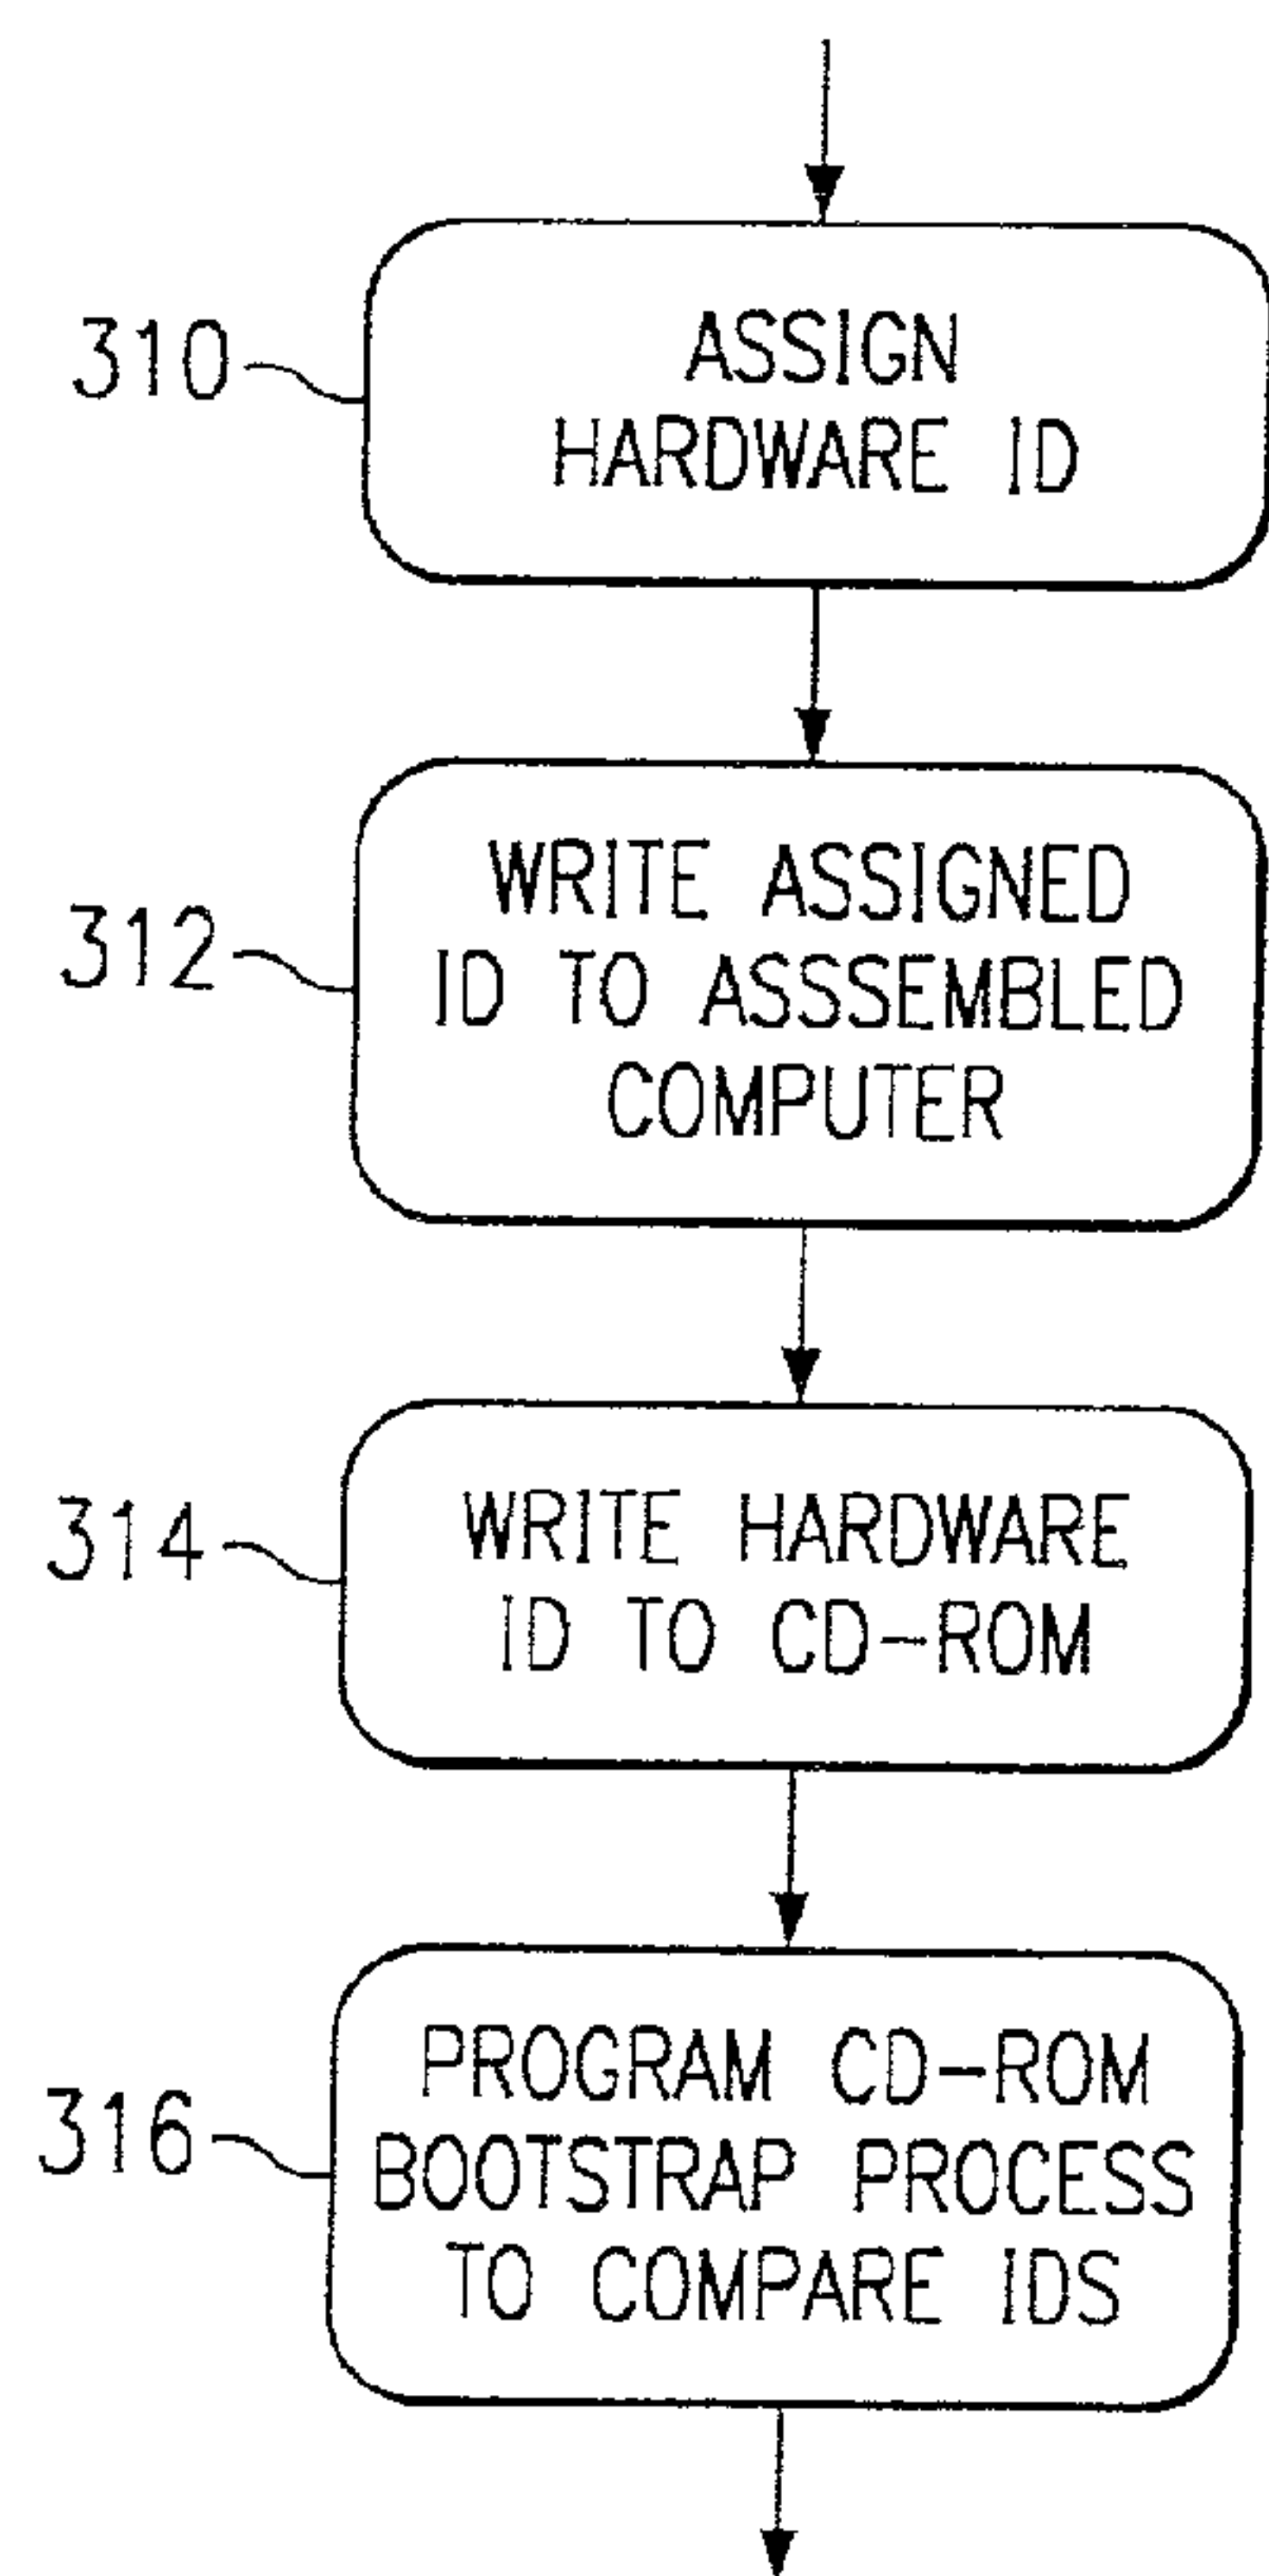 310
ASSIGN
HARDWARE ID
312
WRITE ASSIGNED
ID TO ASSSEMBLED
COMPUTER
314
WRITE HARDWARE
ID TO CD-ROM
316
PROGRAM CD-ROM
BOOTSTRAP PROCESS
TO COMPARE IDS